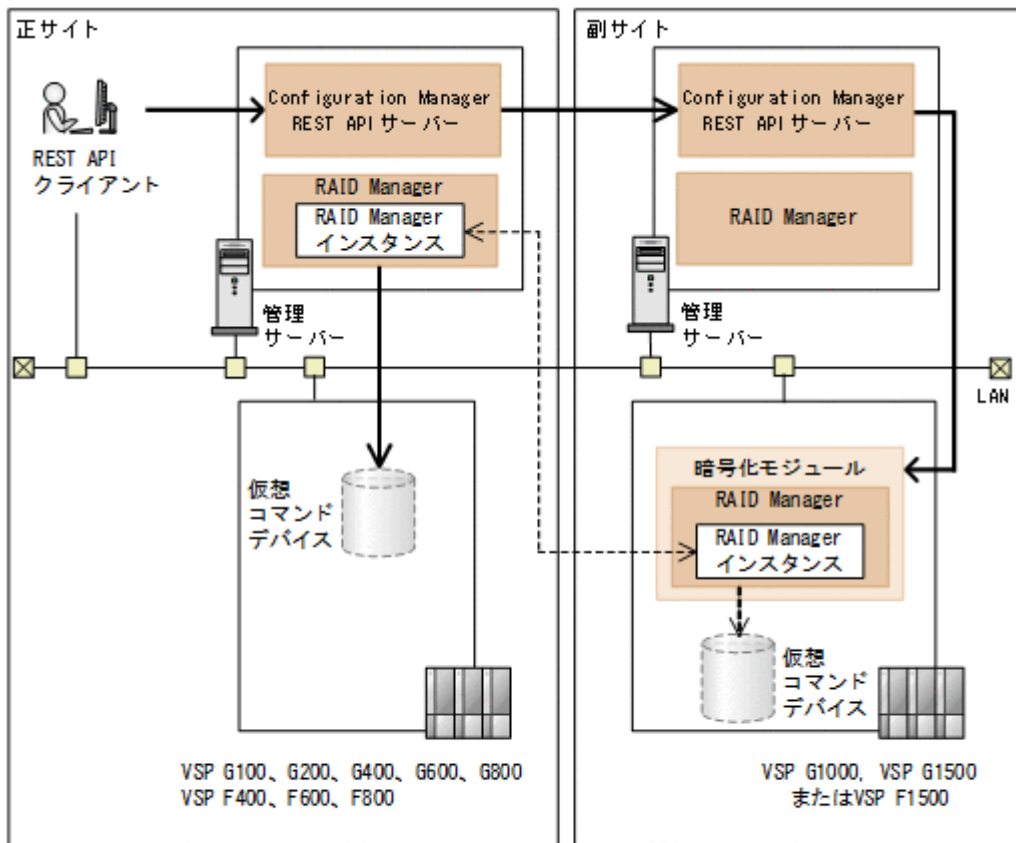 正サイト
REST API
クライアント
Configuration Manager
REST APIサーバー
RAID Manager
RAID Manager
インスタンス
管理
サーバー
仮想
コマンド
デバイス
VSP G100、G200、G400、G600、G800
VSP F400、F600、F800
副サイト
Configuration Manager
REST APIサーバー
RAID Manager
管理
サーバー
LAN
暗号化モジュール
RAID Manager
RAID Manager
インスタンス
仮想
コマンド
デバイス
VSP G1000, VSP G1500
またはVSP F1500